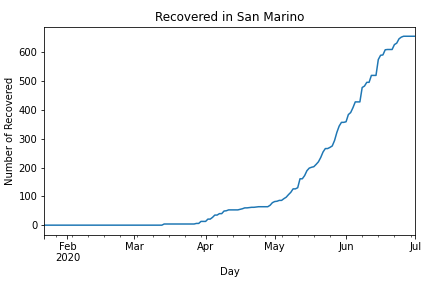 Recovered in San Marino
Number of Recovered
600
500
400
300
200
100
0
Feb
2020
Mar
Apr
May
Jun
Jul
Day